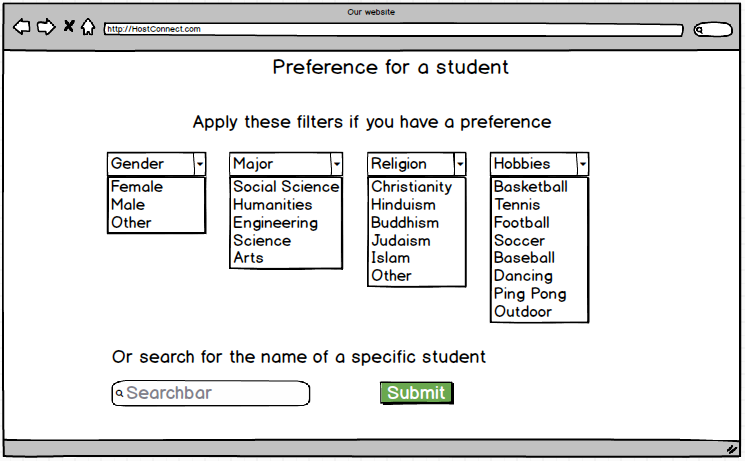 Our website
http://HostConnect.com
Preference for a student
Apply these filters if you have a preference
Gender
Female
Male
Other
Major
Social Science
Humanities
Engineering
Science
Arts
Religion
Christianity
Hinduism
Buddhism
Judaism
Islam
Other
Hobbies
Basketball
Tennis
Football
Soccer
Baseball
Dancing
Ping Pong
Outdoor
Or search for the name of a specific student
Searchbar
Submit